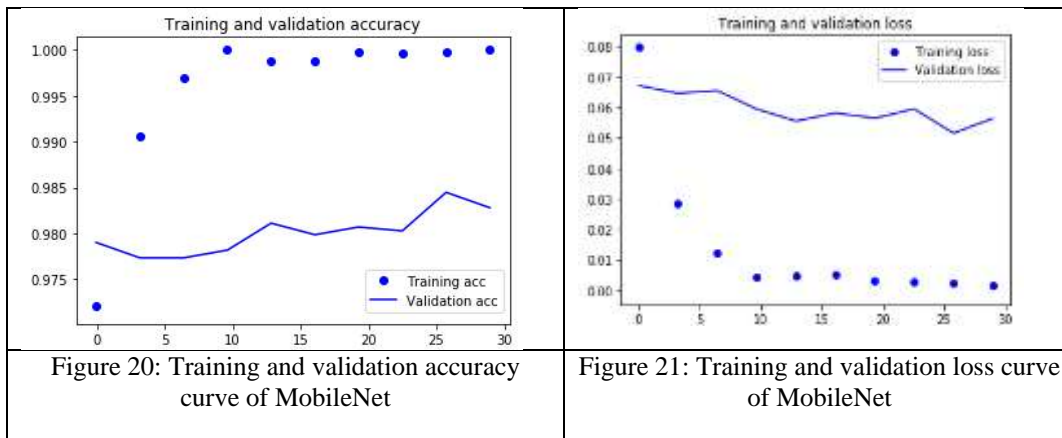 Training and validation accuracy
1.000
0.995
0.990
0.985
0.980
0.975
Training acc
Validation acc
0 5 10 15 20 25 30
Figure 20: Training and validation accuracy
curve of MobileNet
Training and validation loss
0.08
0.07
0.06
0.05
0.04
0.03
0.02
0.01
0.00
Training loss
Validation loss
0 5 10 15 20 25 30
Figure 21: Training and validation loss curve
of MobileNet